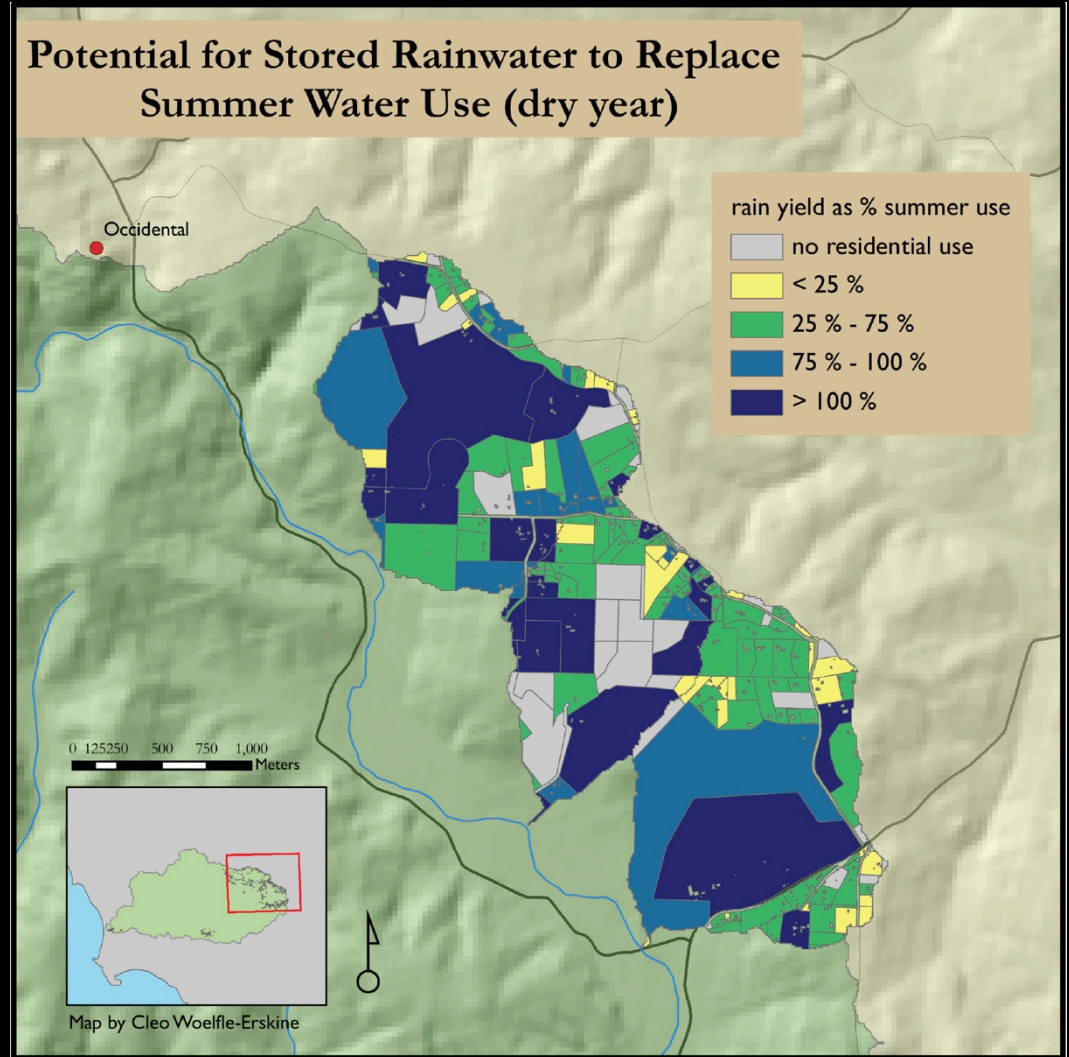 Potential for Stored Rainwater to Replace
Summer Water Use (dry year)
rain yield as % summer use
no residential use
< 25 %
25 % - 75 %
75 % - 100 %
> 100 %
Occidental
0 125250 500 750 1,000
Meters
Map by Cleo Woelfle-Erskine